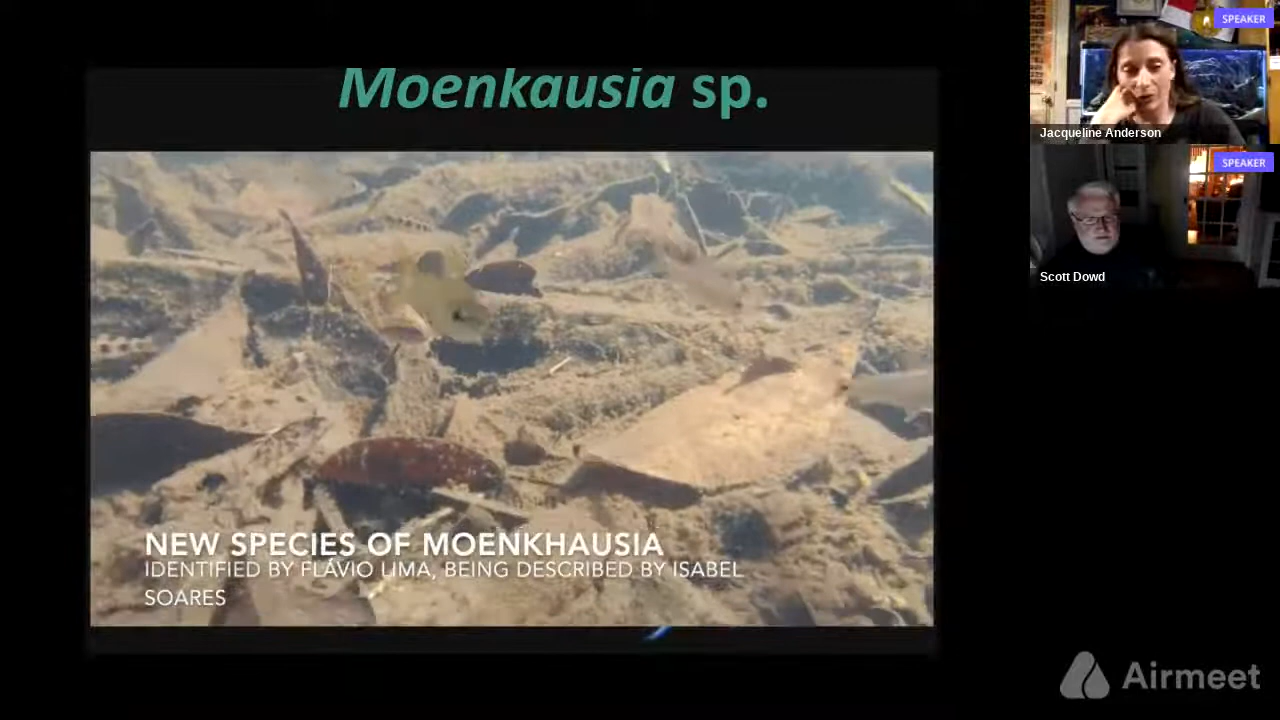 Moenkausia sp.
NEW SPECIES OF MOENKHAUSIA
IDENTIFIED BY FLÁVIO LIMA, BEING DESCRIBED BY ISABEL
SOARES
SPEAKER
Jacqueline Anderson
SPEAKER
Scott Dowd
Airmeet